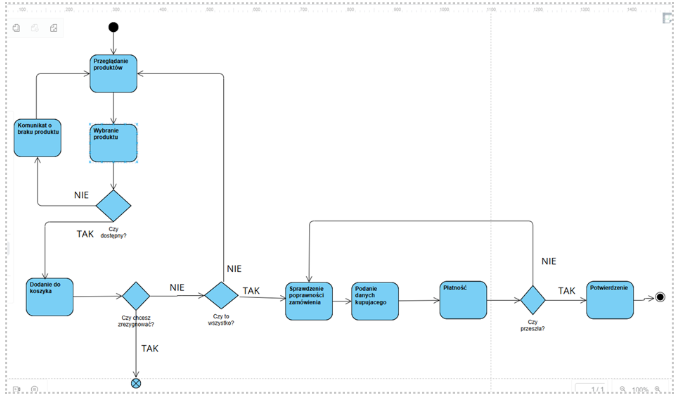 Przeglądanie
produktów
Komunikat o
braku produktu
Wybranie
produktu
NIE
Czy
dostępny?
TAK
Dodanie do
koszyka
Czy chcesz
zrezygnować?
NIE
TAK
NIE
Czy to
wszystko?
TAK
Sprawdzenie
poprawności
zamówienia
Podanie
danych
kupującego
Płatność
NIE
Czy
przeszła?
TAK
Potwierdzenie
1 / 1
100%